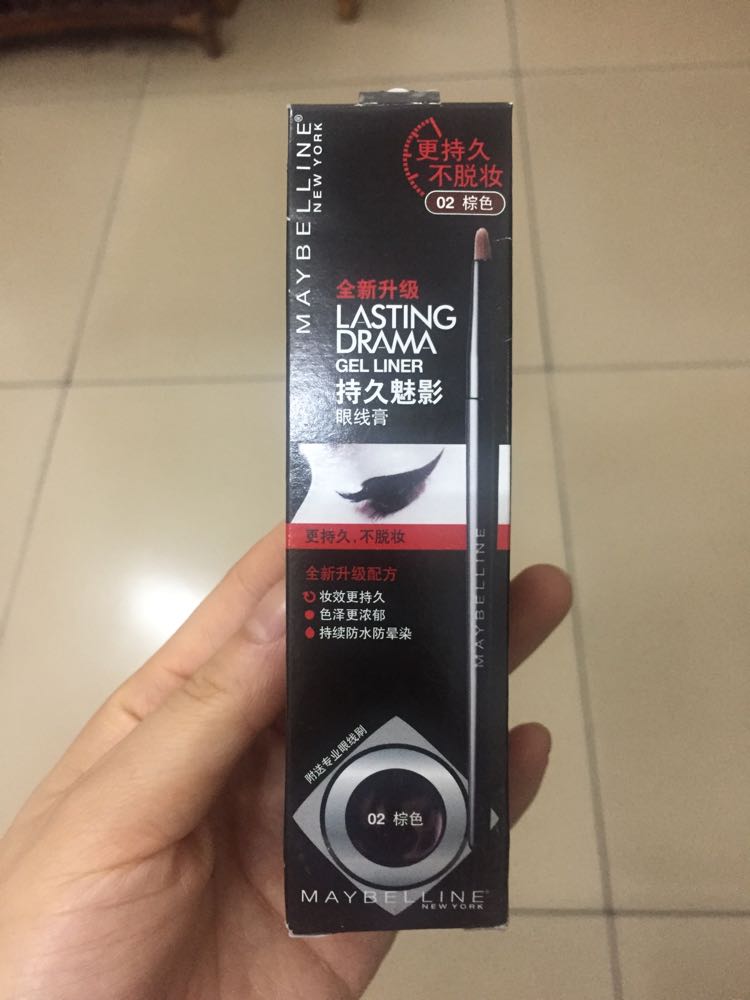 MAYBELLINE®
NEW YORK
更持久
不脱妆
02 棕色
全新升级
LASTING
DRAMA
GEL LINER
持久魅影
眼线膏
更持久,不脱妆
全新升级配方
妆效更持久
色泽更浓郁
持续防水防晕染
MAYBELLINE
附送专业眼线刷
02 棕色
MAYBELLINE®
NEW YORK